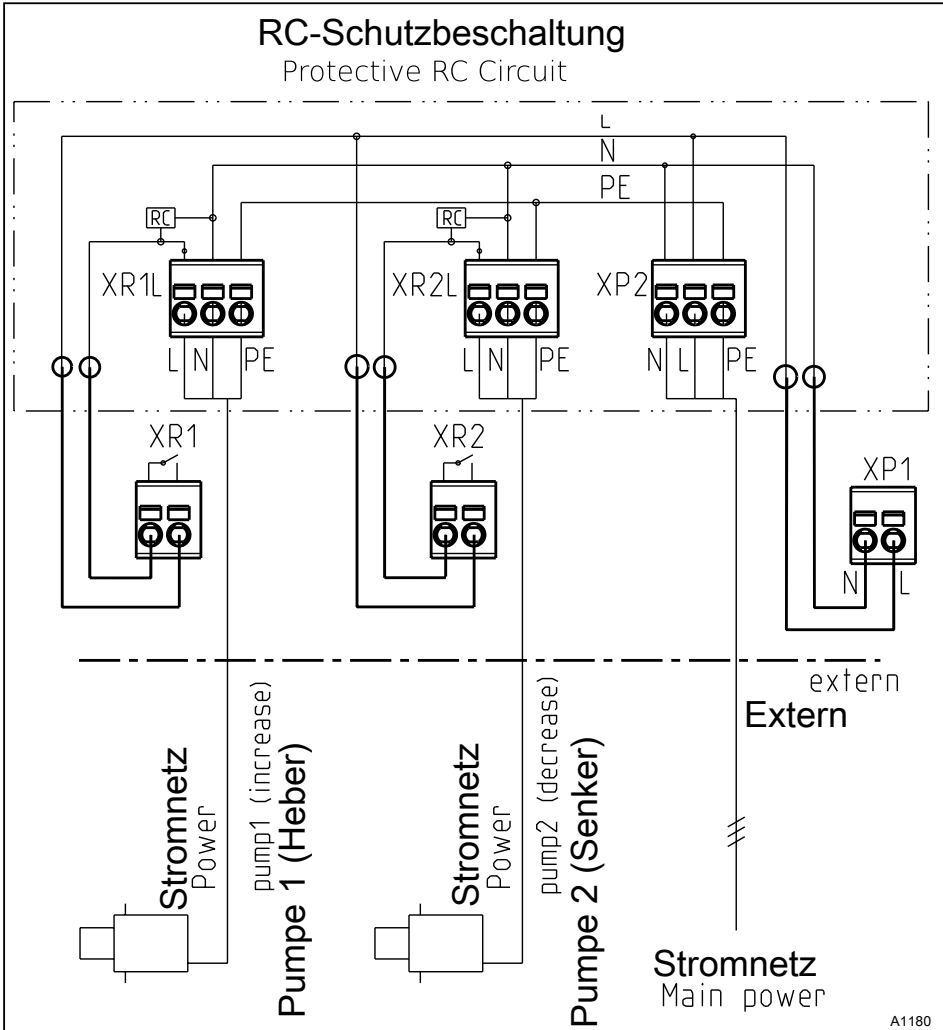 RC-Schutzbeschaltung
Protective RC Circuit
L
N
PE
RC
RC
XR1L
XR2L
XP2
L N PE
L N PE
N L PE
XR1
XR2
XP1
N L
extern
Extern
Stromnetz
Power
pump1 (increase)
Pumpe 1 (Heber)
Stromnetz
Power
pump2 (decrease)
Pumpe 2 (Senker)
Stromnetz
Main power
A1180